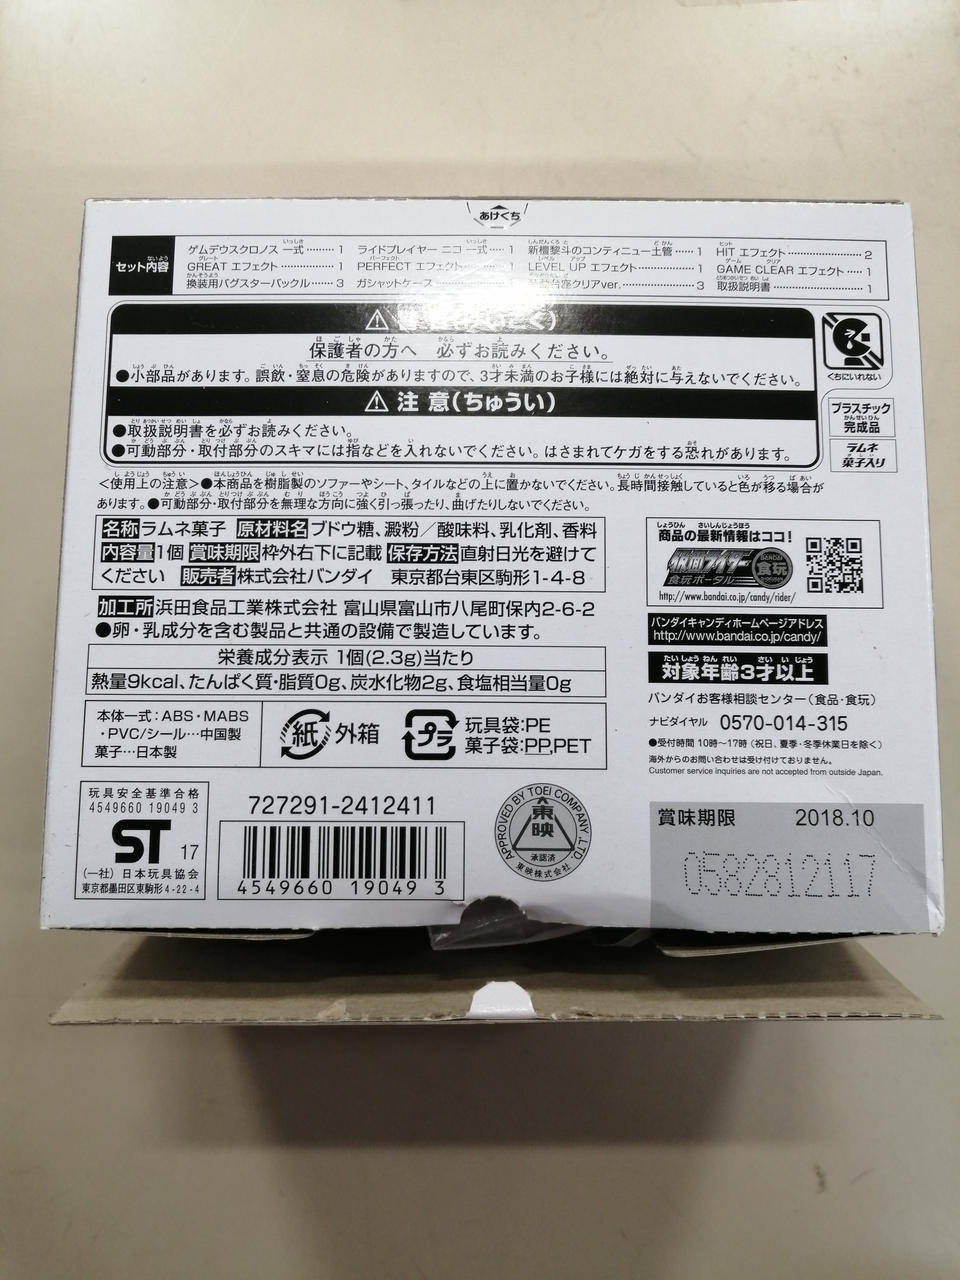 あけくち
セット内容
ゲムデウスクロノス 一式 ……… 1
ライドプレイヤー ニコ 一式 …… 1
新檀黎斗のコンティニュー土管 …… 1
HIT エフェクト ……………… 2
GREAT エフェクト ……………… 1
PERFECT エフェクト ………… 1
LEVEL UP エフェクト ………… 1
GAME CLEAR エフェクト …… 1
換装用バグスターバックル …… 3
ガシャットケース
台座クリアver. ……… 3
取扱説明書 ……………… 1
保護者の方へ 必ずお読みください。
●小部品があります。誤飲・窒息の危険がありますので、3才未満のお子様には絶対に与えないでください。
くちにいれない
⚠ 注 意(ちゅうい)
●取扱説明書を必ずお読みください。
●可動部分・取付部分のスキマには指などを入れないでください。はさまれてケガをする恐れがあります。
プラスチック
完成品
ラムネ
菓子入り
<使用上の注意>●本商品を樹脂製のソファーやシート、タイルなどの上に置かないでください。長時間接触していると色が移る場合が
あります。●可動部分・取付部分を無理な方向に強く引っ張ったり、曲げたりしないでください。
名称 ラムネ菓子 原材料名 ブドウ糖、澱粉/酸味料、乳化剤、香料
内容量 1個 賞味期限 枠外右下に記載 保存方法 直射日光を避けて
ください 販売者 株式会社バンダイ 東京都台東区駒形1-4-8
加工所 浜田食品工業株式会社 富山県富山市八尾町保内2-6-2
●卵・乳成分を含む製品と共通の設備で製造しています。
栄養成分表示 1個(2.3g)当たり
熱量9kcal、たんぱく質・脂質0g、炭水化物2g、食塩相当量0g
本体一式:ABS・MABS
・PVC/シール…中国製
菓子…日本製
紙 外箱
プラ
玩具袋:PE
菓子袋:PP,PET
商品の最新情報はココ!
仮面ライダー
食玩ポータル
BANDAI
食玩
http://www.bandai.co.jp/candy/rider/
バンダイキャンディホームページアドレス
http://www.bandai.co.jp/candy/
対象年齢3才以上
バンダイお客様相談センター(食品・食玩)
ナビダイヤル 0570-014-315
●受付時間 10時〜17時(祝日、夏季・冬季休業日を除く)
海外からのお問い合わせは受け付けておりません。
Customer service inquiries are not accepted from outside Japan.
玩具安全基準合格
4549660 19049 3
ST 17
(一社)日本玩具協会
東京都墨田区東駒形4-22-4
727291-2412411
4549660 19049 3
APPROVED BY TOEI COMPANY, LTD.
東映
承認済
東映株式会社
賞味期限 2018.10
0582812117